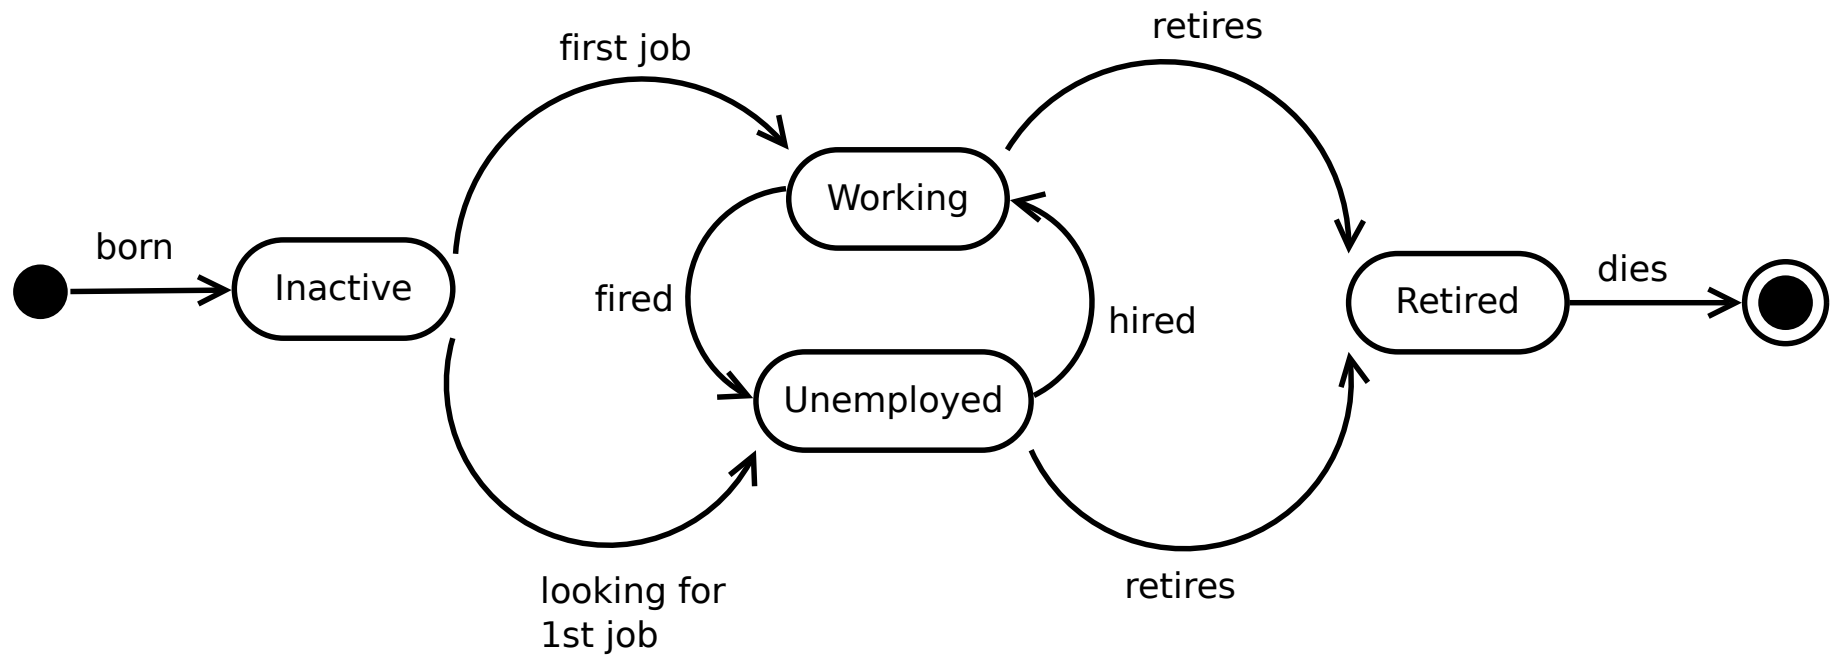 retires
first job
Working
born
Inactive
fired
hired
Retired
dies
Unemployed
looking for
1st job
retires